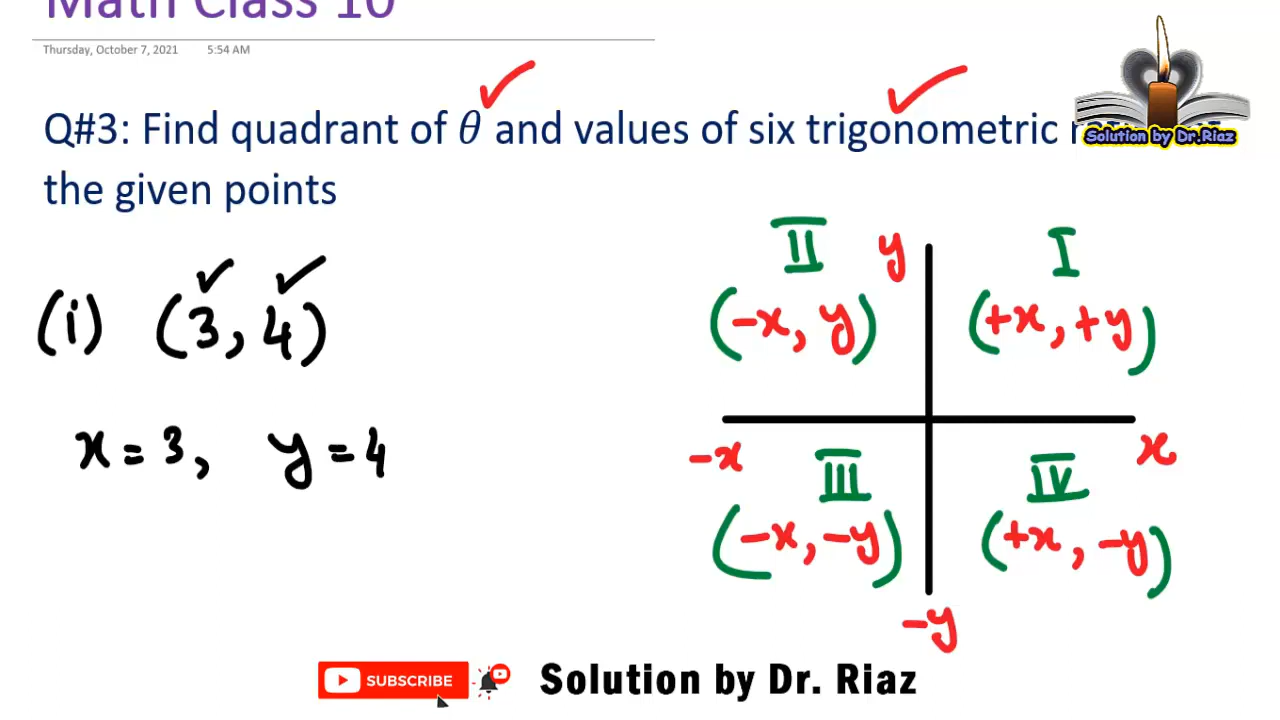 Math Class 10
Thursday, October 7, 2021 5:54 AM
Solution by Dr.Riaz
Q#3: Find quadrant of θ and values of six trigonometric
the given points
(i) (3, 4)
x = 3, y = 4
II y I
(-x, y) (+x, +y)
-x III IV x
(-x, -y) (+x, -y)
-y
SUBSCRIBE Solution by Dr. Riaz